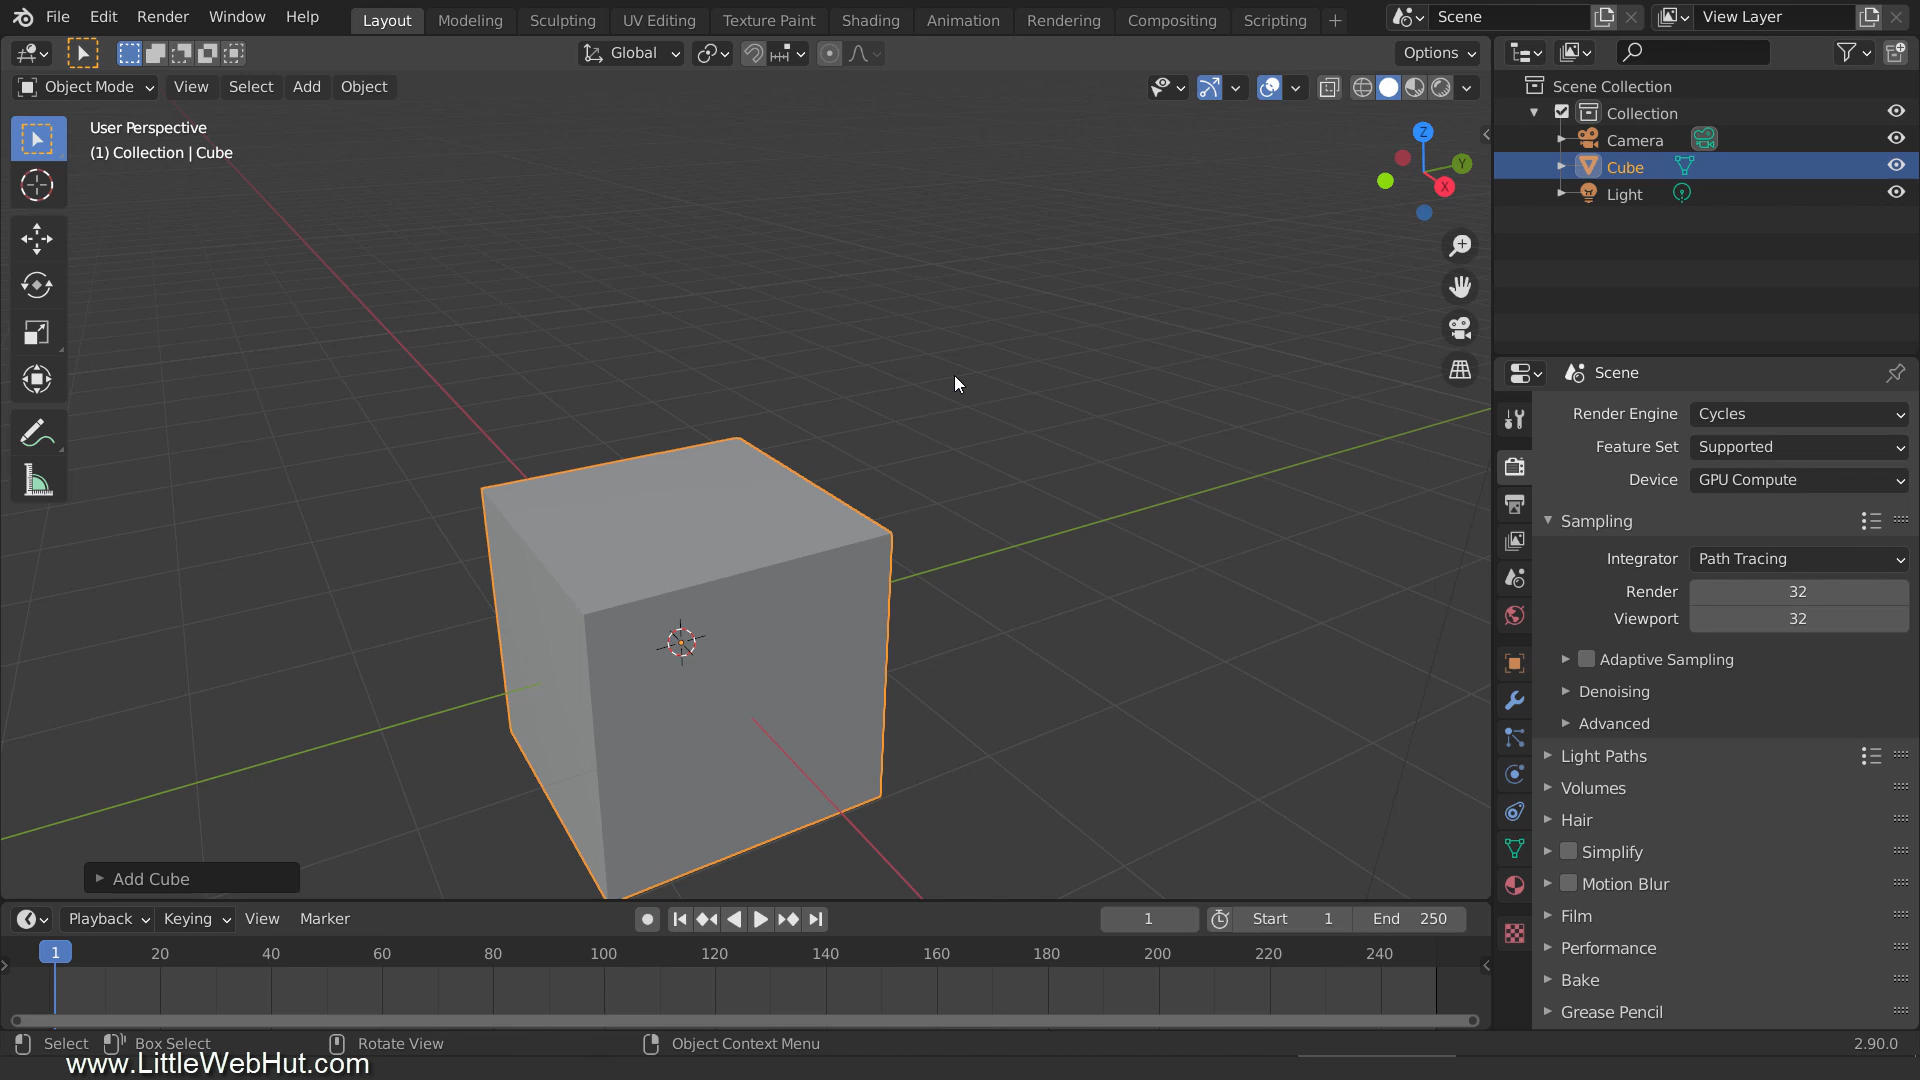 File Edit Render Window Help Layout Modeling Sculpting UV Editing Texture Paint Shading Animation Rendering Compositing Scripting + Scene View Layer
Global Options
Object Mode View Select Add Object
User Perspective
(1) Collection | Cube
Z
Y
X
Scene Collection
Collection
Camera
Cube
Light
Scene
Render Engine Cycles
Feature Set Supported
Device GPU Compute
Sampling
Integrator Path Tracing
Render 32
Viewport 32
Adaptive Sampling
Denoising
Advanced
Light Paths
Volumes
Hair
Simplify
Motion Blur
Film
Performance
Bake
Grease Pencil
Add Cube
Playback Keying View Marker 1 Start 1 End 250
1 20 40 60 80 100 120 140 160 180 200 220 240
Select Box Select Rotate View Object Context Menu 2.90.0
www.LittleWebHut.com